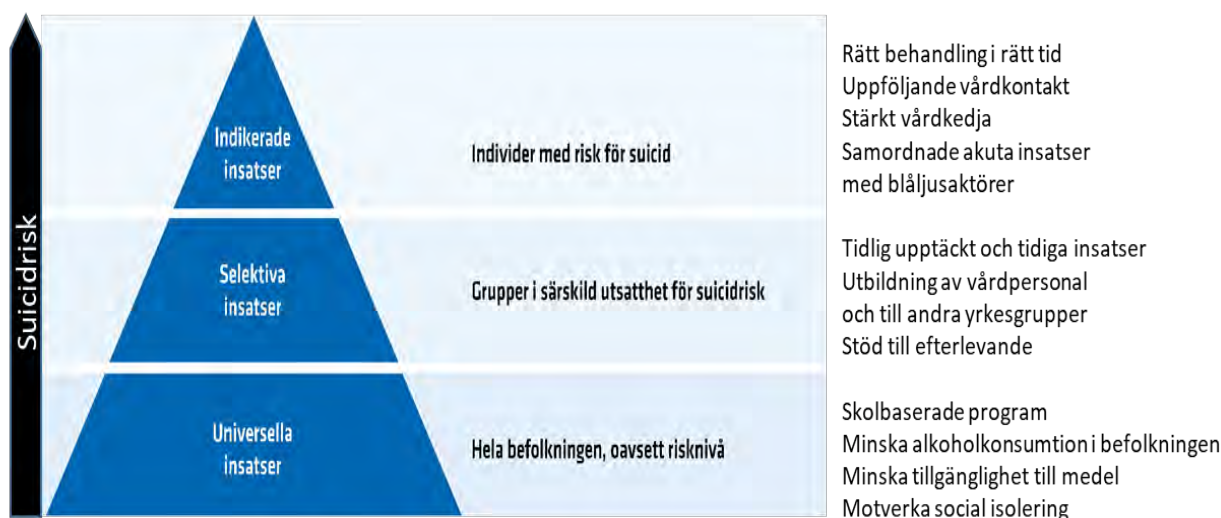 Suicidrisk
Indikerade
insatser
Individer med risk för suicid
Rätt behandling i rätt tid
Uppföljande vårdkontakt
Stärkt vårdkedja
Samordnade akuta insatser
med blåljusaktörer
Selektiva
insatser
Grupper i särskild utsatthet för suicidrisk
Tidlig upptäckt och tidiga insatser
Utbildning av vårdpersonal
och till andra yrkesgrupper
Stöd till efterlevande
Universella
insatser
Hela befolkningen, oavsett risknivå
Skolbaserade program
Minska alkoholkonsumtion i befolkningen
Minska tillgänglighet till medel
Motverka social isolering